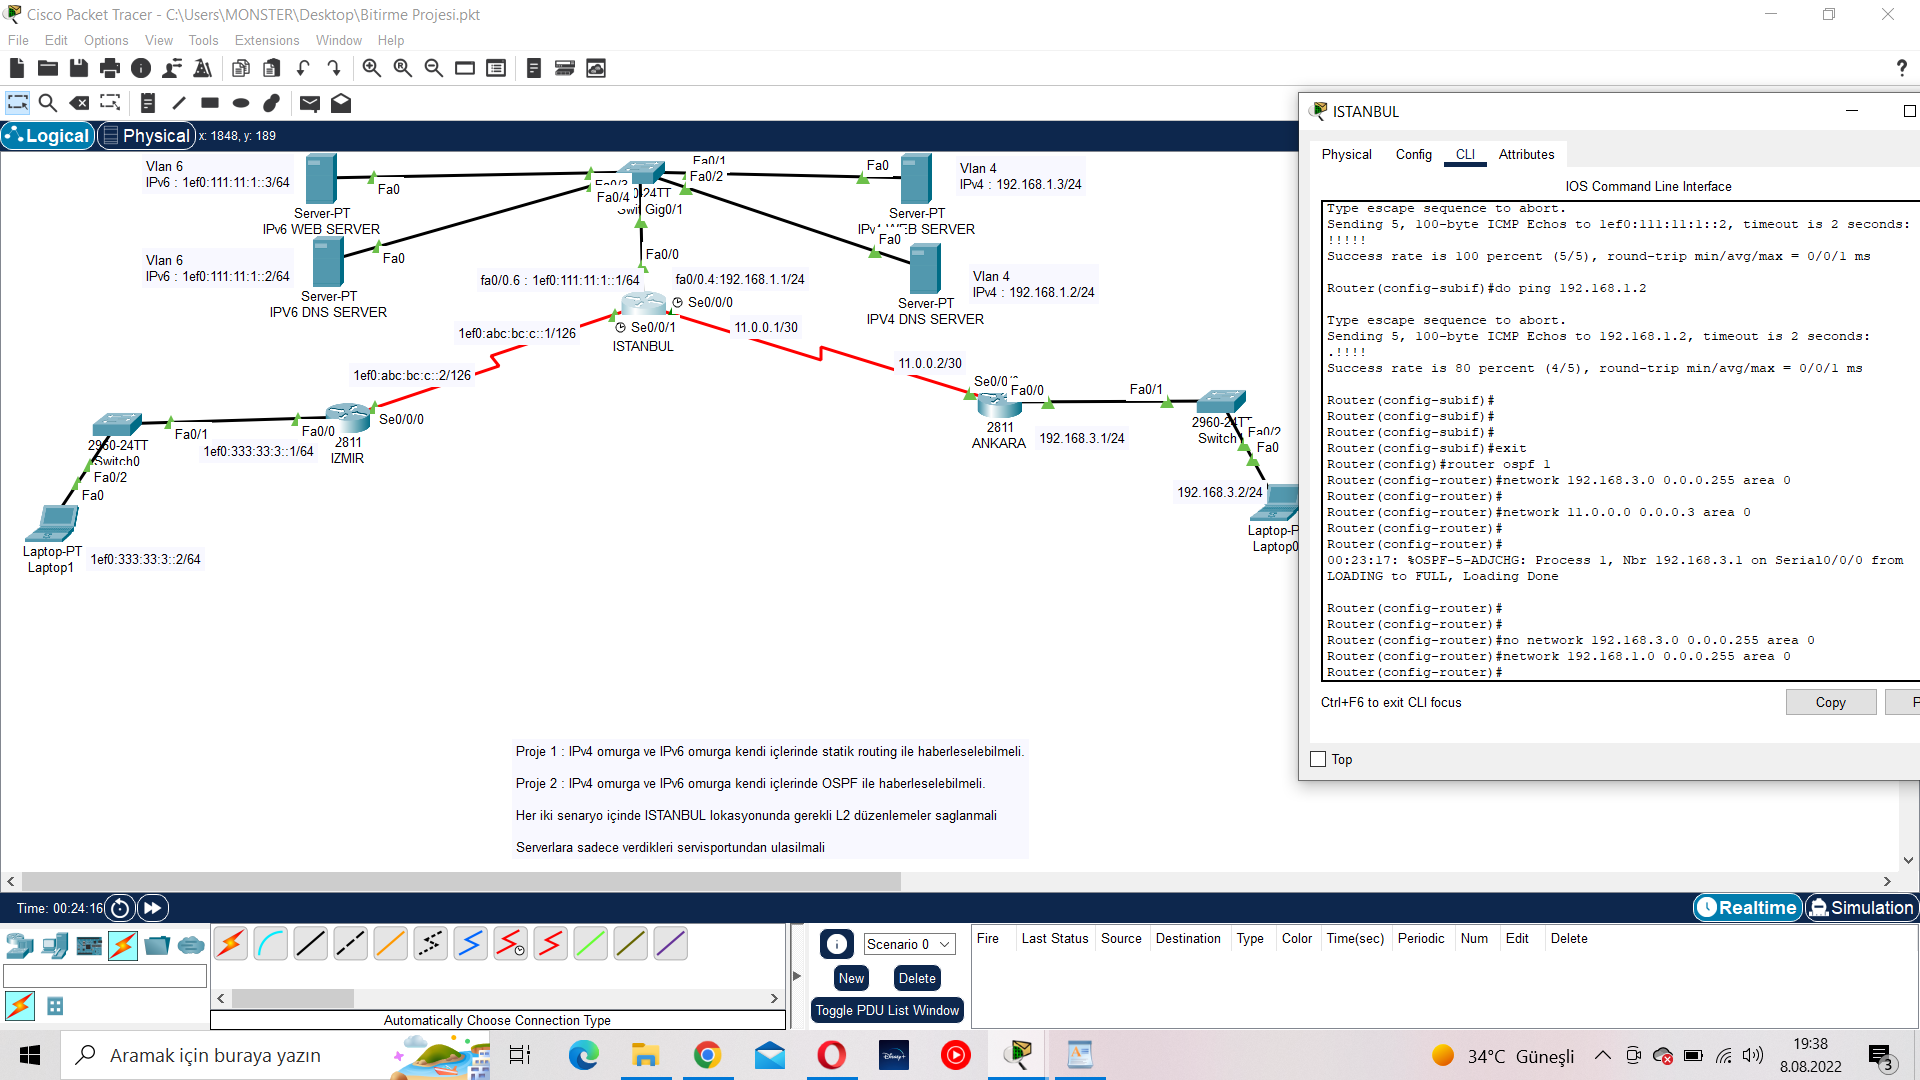 Cisco Packet Tracer - C:\Users\MONSTER\Desktop\Bitirme Projesi.pkt
File Edit Options View Tools Extensions Window Help
Logical Physical x: 1848, y: 189
Vlan 6
IPv6 : 1ef0:111:11:1::3/64
Fa0
Server-PT
IPv6 WEB SERVER
Vlan 6
IPv6 : 1ef0:111:11:1::2/64
Fa0
Server-PT
IPV6 DNS SERVER
Fa0/1
Fa0/2
Fa0/3
Fa0/4
Gig0/1
Fa0
Server-PT
IPv4 WEB SERVER
Vlan 4
IPv4 : 192.168.1.3/24
Fa0
Server-PT
IPV4 DNS SERVER
Vlan 4
IPv4 : 192.168.1.2/24
Fa0/0
fa0/0.6 : 1ef0:111:11:1::1/64
fa0/0.4:192.168.1.1/24
Se0/0/0
Se0/0/1
ISTANBUL
1ef0:abc:bc:c::1/126
11.0.0.1/30
1ef0:abc:bc:c::2/126
11.0.0.2/30
Se0/0/0
Fa0/0
2811
IZMIR
Fa0/1
1ef0:333:33:3::1/64
2960-24TT
Switch0
Fa0/2
Fa0
Laptop-PT
Laptop1
1ef0:333:33:3::2/64
Fa0/0
2811
ANKARA
192.168.3.1/24
Fa0/1
2960-24TT
Switch
Fa0/2
Fa0
192.168.3.2/24
Laptop-P
Laptop0
Proje 1 : IPv4 omurga ve IPv6 omurga kendi içlerinde statik routing ile haberleselebilmeli.
Proje 2 : IPv4 omurga ve IPv6 omurga kendi içlerinde OSPF ile haberleselebilmeli.
Her iki senaryo içinde ISTANBUL lokasyonunda gerekli L2 düzenlemeler saglanmali
Serverlara sadece verdikleri servisportundan ulasilmali
ISTANBUL
Physical Config CLI Attributes
IOS Command Line Interface
Type escape sequence to abort.
Sending 5, 100-byte ICMP Echos to 1ef0:111:11:1::2, timeout is 2 seconds:
!!!!!
Success rate is 100 percent (5/5), round-trip min/avg/max = 0/0/1 ms
Router(config-subif)#do ping 192.168.1.2
Type escape sequence to abort.
Sending 5, 100-byte ICMP Echos to 192.168.1.2, timeout is 2 seconds:
.!!!!
Success rate is 80 percent (4/5), round-trip min/avg/max = 0/0/1 ms
Router(config-subif)#
Router(config-subif)#
Router(config-subif)#
Router(config-subif)#exit
Router(config)#router ospf 1
Router(config-router)#network 192.168.3.0 0.0.0.255 area 0
Router(config-router)#
Router(config-router)#network 11.0.0.0 0.0.0.3 area 0
Router(config-router)#
Router(config-router)#
00:23:17: %OSPF-5-ADJCHG: Process 1, Nbr 192.168.3.1 on Serial0/0/0 from
LOADING to FULL, Loading Done
Router(config-router)#
Router(config-router)#
Router(config-router)#no network 192.168.3.0 0.0.0.255 area 0
Router(config-router)#network 192.168.1.0 0.0.0.255 area 0
Router(config-router)#
Ctrl+F6 to exit CLI focus
Copy
Top
Time: 00:24:16
Realtime Simulation
Scenario 0
New Delete
Toggle PDU List Window
Fire Last Status Source Destination Type Color Time(sec) Periodic Num Edit Delete
Automatically Choose Connection Type
Aramak için buraya yazın
Disney+
34°C Güneşli
19:38
8.08.2022
3